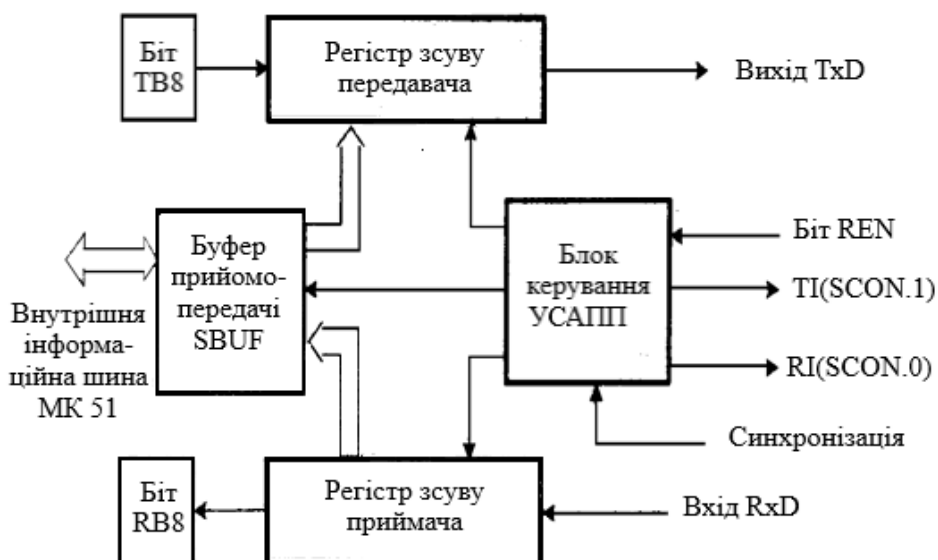 Біт
TB8
Регістр зсуву
передавача
Вихід TxD
Буфер
прийомо-
передачі
SBUF
Блок
керування
УСАПП
Біт REN
TI(SCON.1)
RI(SCON.0)
Внутрішня
інформа-
ційна шина
МК 51
Синхронізація
Біт
RB8
Регістр зсуву
приймача
Вхід RxD